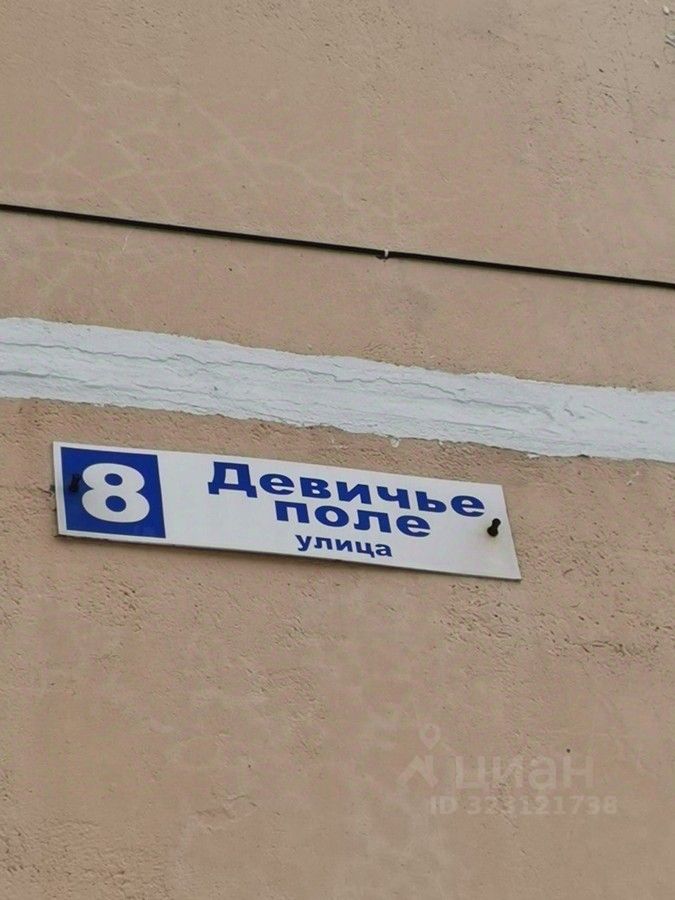 8
Девичье
поле
улица
циан
ID 323121738